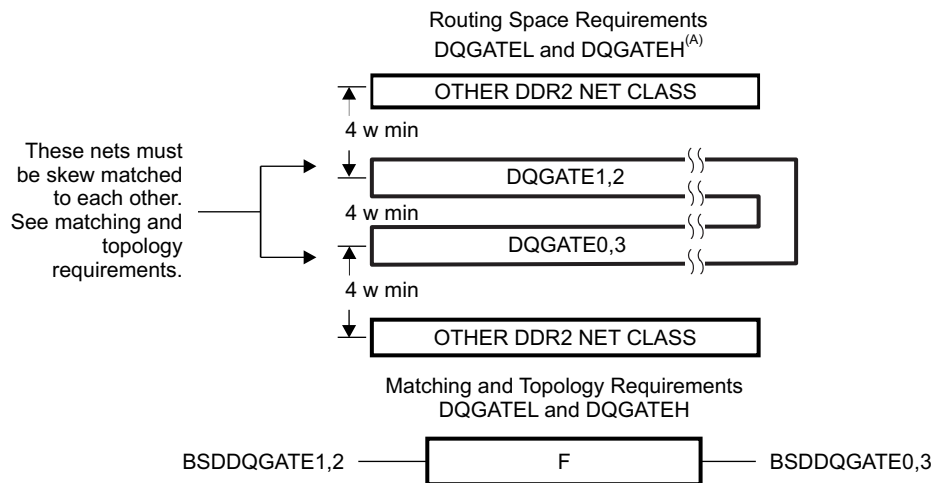 Routing Space Requirements
DQGATEL and DQGATEH(A)
OTHER DDR2 NET CLASS
4 w min
These nets must
be skew matched
to each other.
See matching and
topology
requirements.
DQGATE1,2
4 w min
DQGATE0,3
4 w min
OTHER DDR2 NET CLASS
Matching and Topology Requirements
DQGATEL and DQGATEH
BSDDQGATE1,2
F
BSDDQGATE0,3